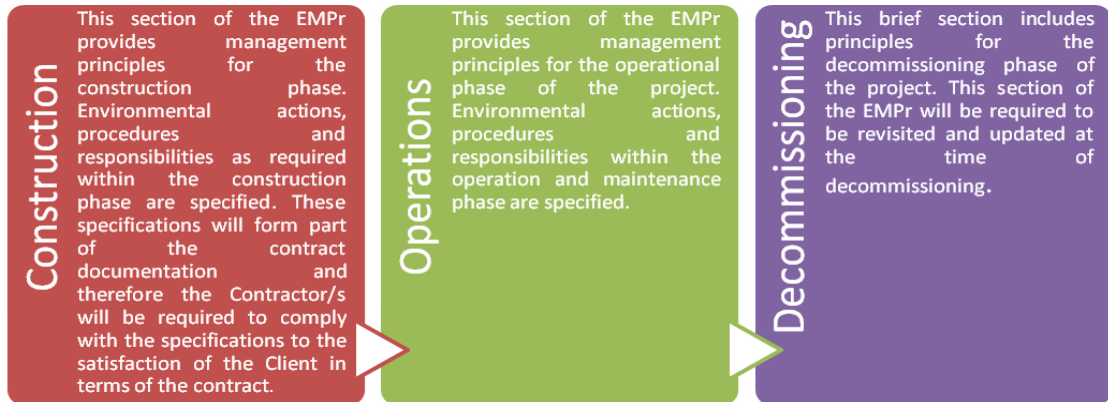 Construction
This section of the EMPr
provides management
principles for the
construction phase.
Environmental actions,
procedures and
responsibilities as required
within the construction
phase are specified. These
specifications will form part
of the contract
documentation and
therefore the Contractor/s
will be required to comply
with the specifications to the
satisfaction of the Client in
terms of the contract.
Operations
This section of the EMPr
provides management
principles for the operational
phase of the project.
Environmental actions,
procedures and
responsibilities within the
operation and maintenance
phase are specified.
Decommissioning
This brief section includes
principles for the
decommissioning phase of
the project. This section of
the EMPr will be required to
be revisited and updated at
the time of
decommissioning.